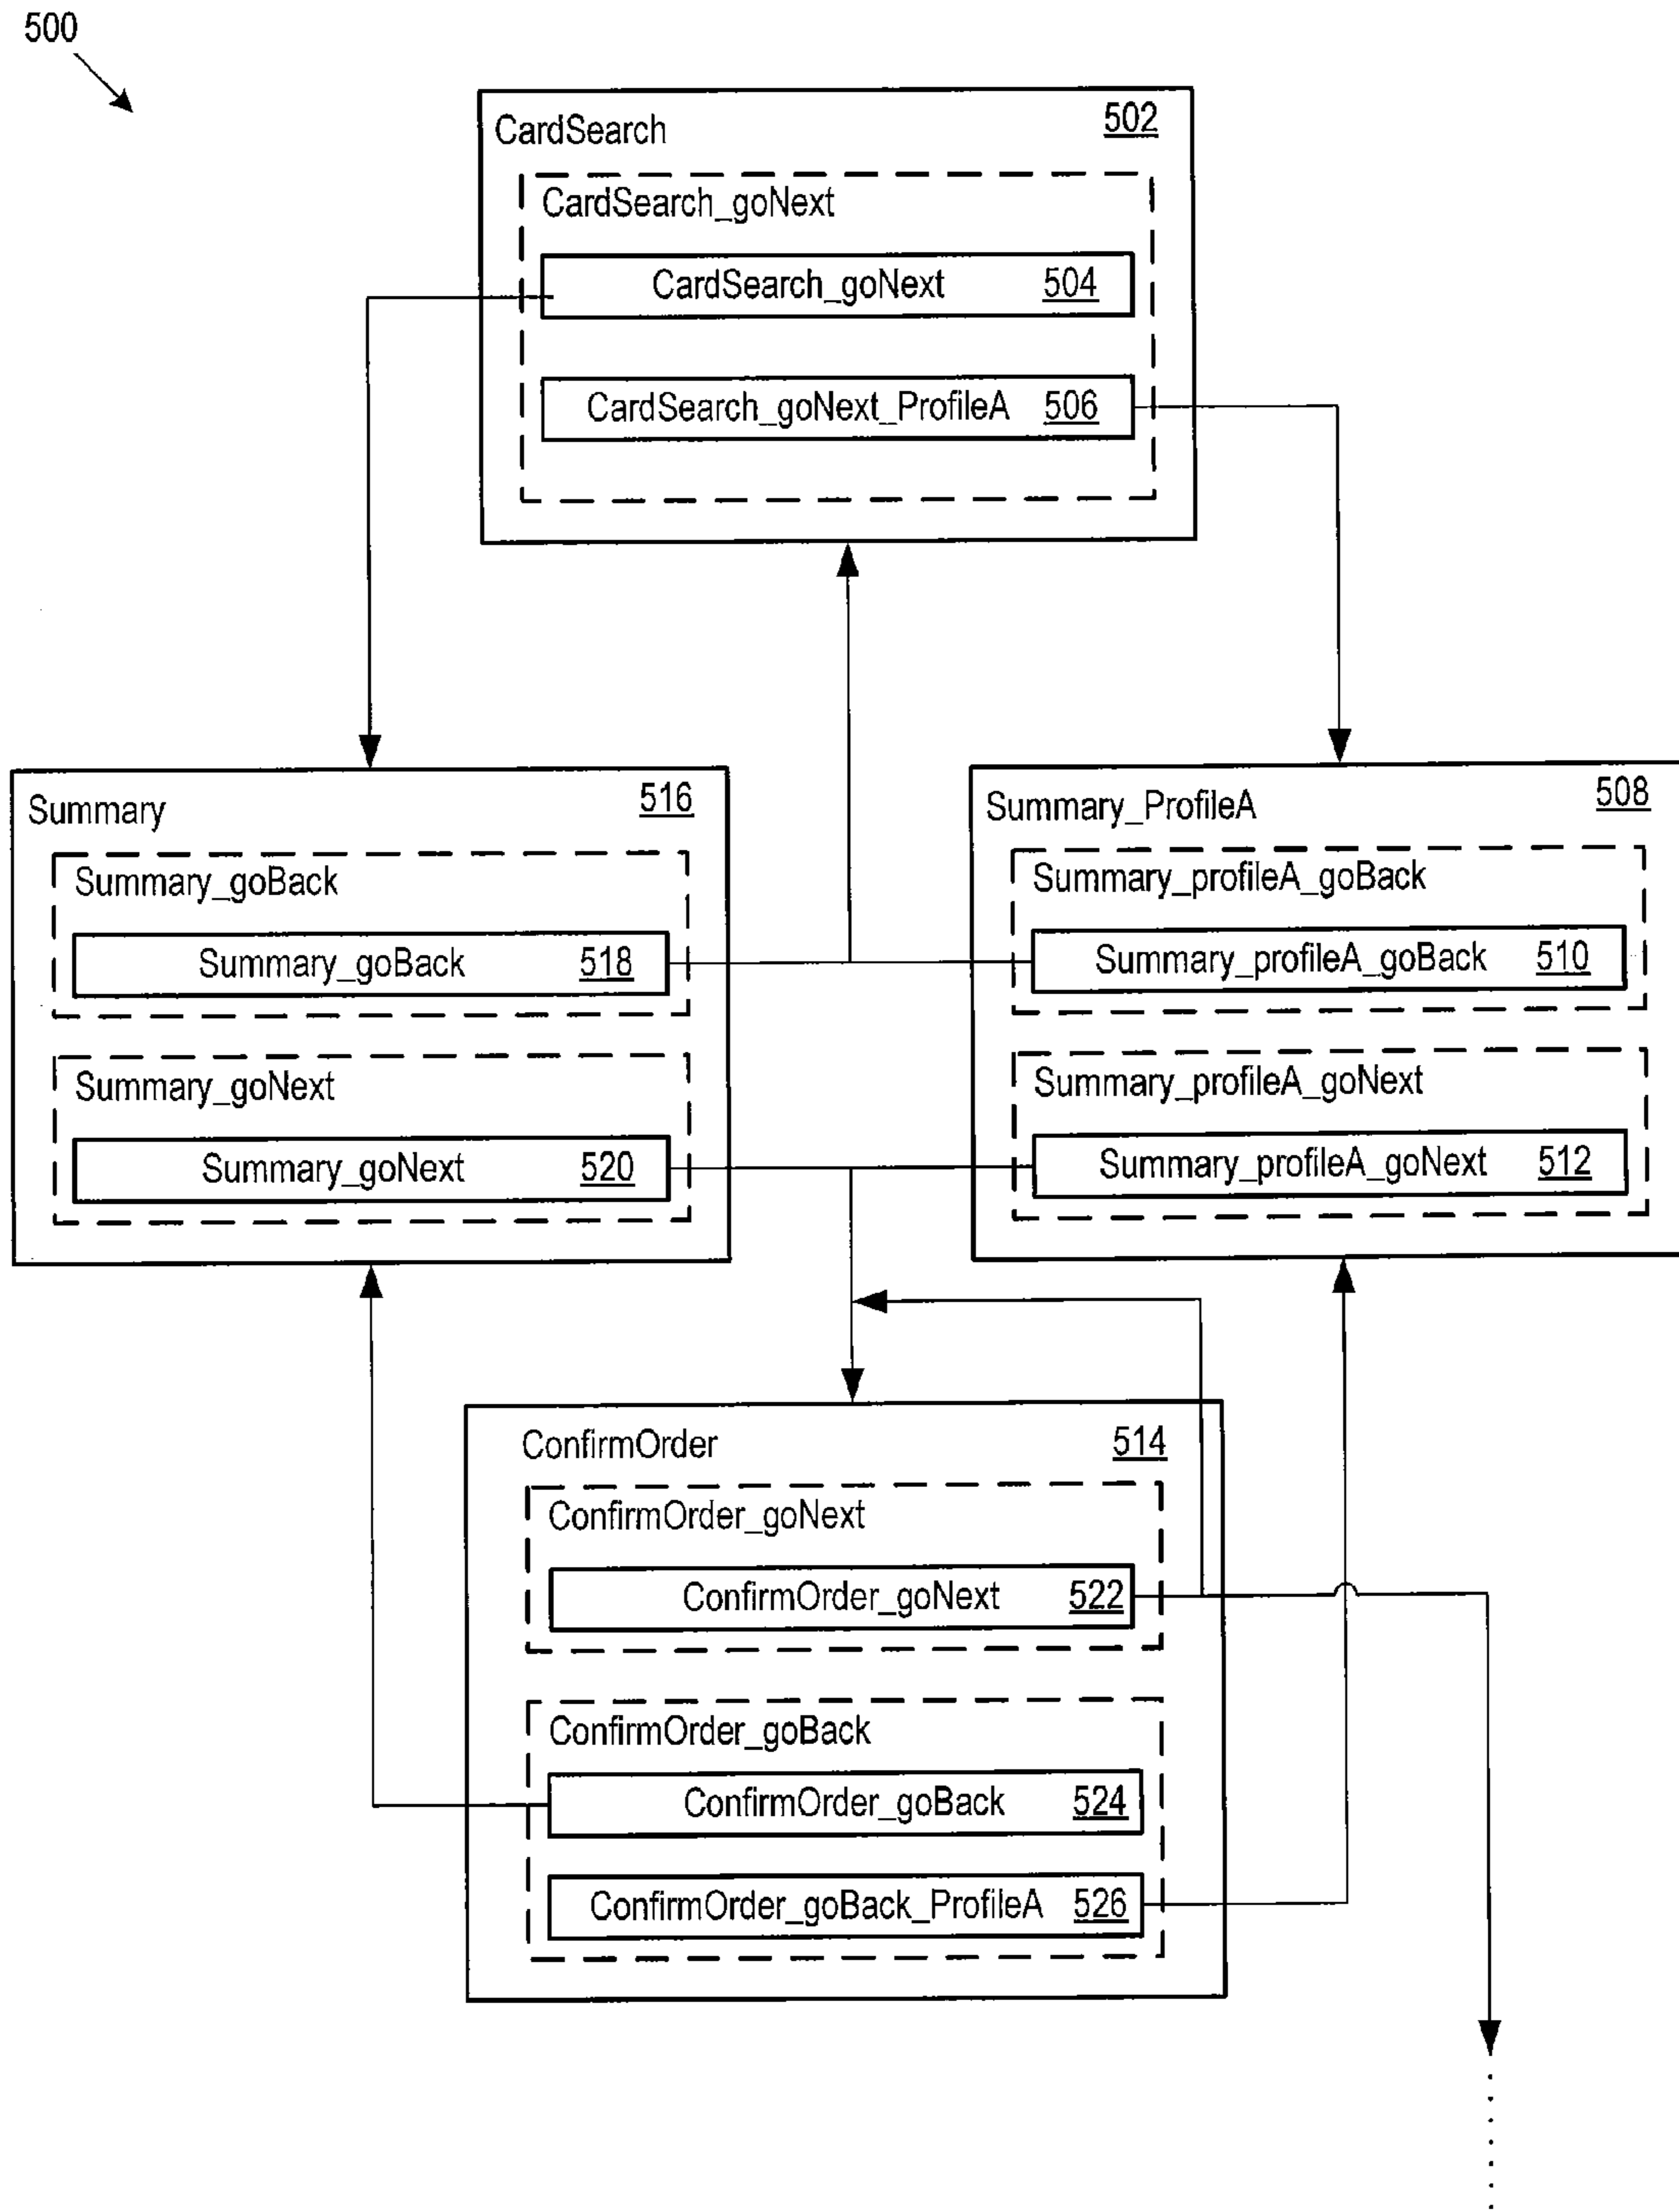 500
CardSearch 502
CardSearch_goNext
CardSearch_goNext 504
CardSearch_goNext_ProfileA 506
Summary 516
Summary_goBack
Summary_goBack 518
Summary_goNext
Summary_goNext 520
Summary_ProfileA 508
Summary_profileA_goBack
Summary_profileA_goBack 510
Summary_profileA_goNext
Summary_profileA_goNext 512
ConfirmOrder 514
ConfirmOrder_goNext
ConfirmOrder_goNext 522
ConfirmOrder_goBack
ConfirmOrder_goBack 524
ConfirmOrder_goBack_ProfileA 526